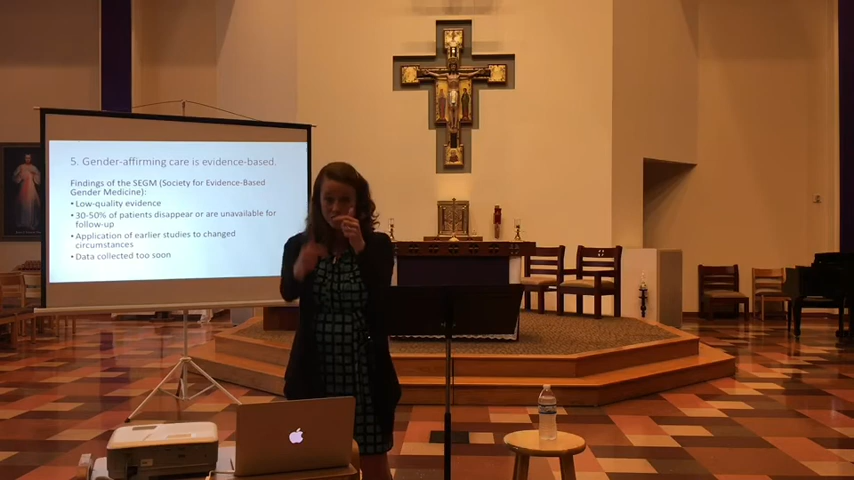 5. Gender-affirming care is evidence-based.
Findings of the SEGM (Society for Evidence-Based
Gender Medicine):
• Low-quality evidence
• 30-50% of patients disappear or are unavailable for
follow-up
• Application of earlier studies to changed
circumstances
• Data collected too soon